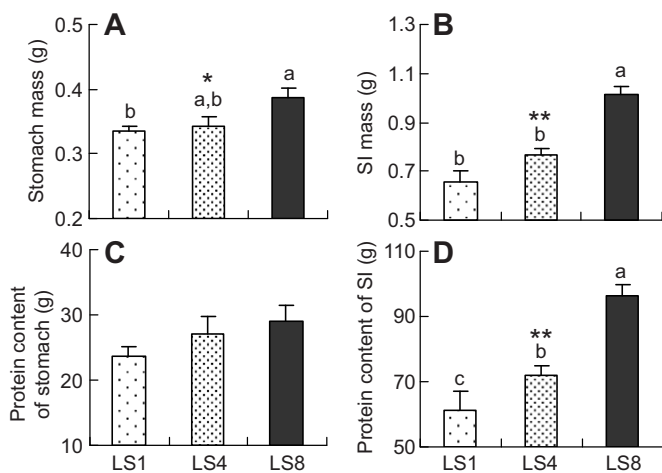 A
Stomach mass (g)
0.5
0.4
0.3
0.2
b
*
a,b
a
B
SI mass (g)
1.3
1.1
0.9
0.7
0.5
b
**
b
a
C
Protein content
of stomach (g)
40
30
20
10
LS1 LS4 LS8
D
Protein content of SI (g)
110
90
70
50
c
**
b
a
LS1 LS4 LS8